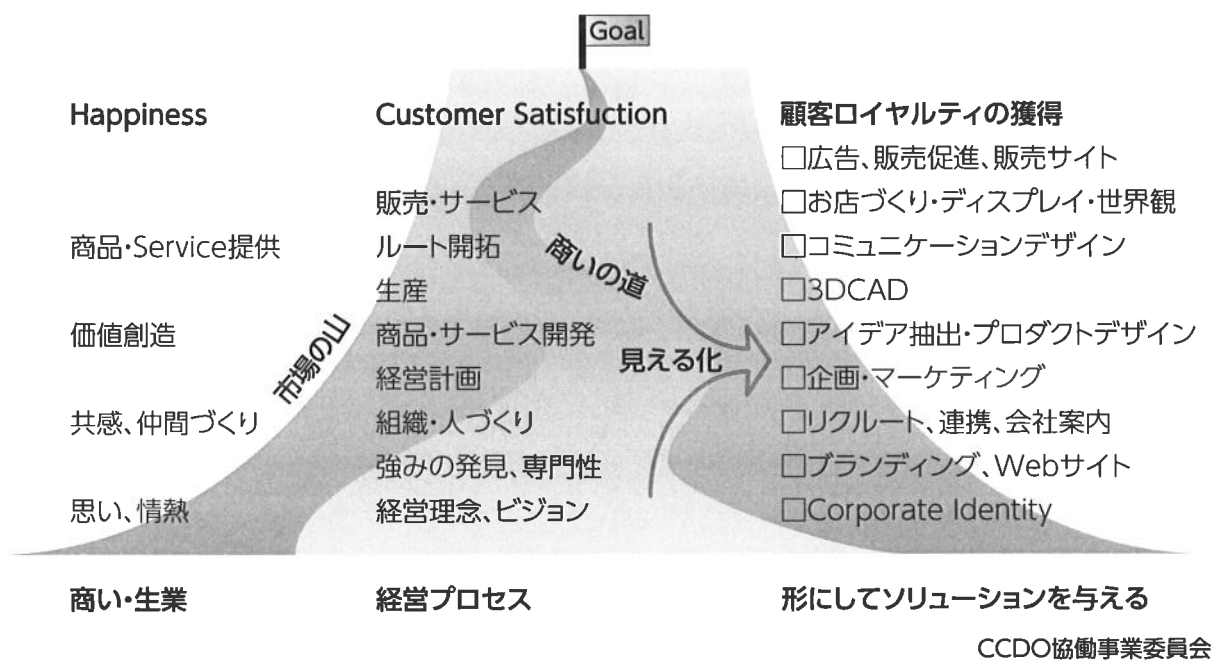 Goal
Happiness
Customer Satisfuction
顧客ロイヤルティの獲得
□広告、販売促進、販売サイト
販売・サービス
□お店づくり・ディスプレイ・世界観
商品・Service提供
ルート開拓
商いの道
□コミュニケーションデザイン
生産
□3DCAD
価値創造
市場の山
商品・サービス開発
見える化
□アイデア抽出・プロダクトデザイン
経営計画
□企画・マーケティング
共感、仲間づくり
組織・人づくり
□リクルート、連携、会社案内
強みの発見、専門性
□ブランディング、Webサイト
思い、情熱
経営理念、ビジョン
□Corporate Identity
商い・生業
経営プロセス
形にしてソリューションを与える
CCDO協働事業委員会